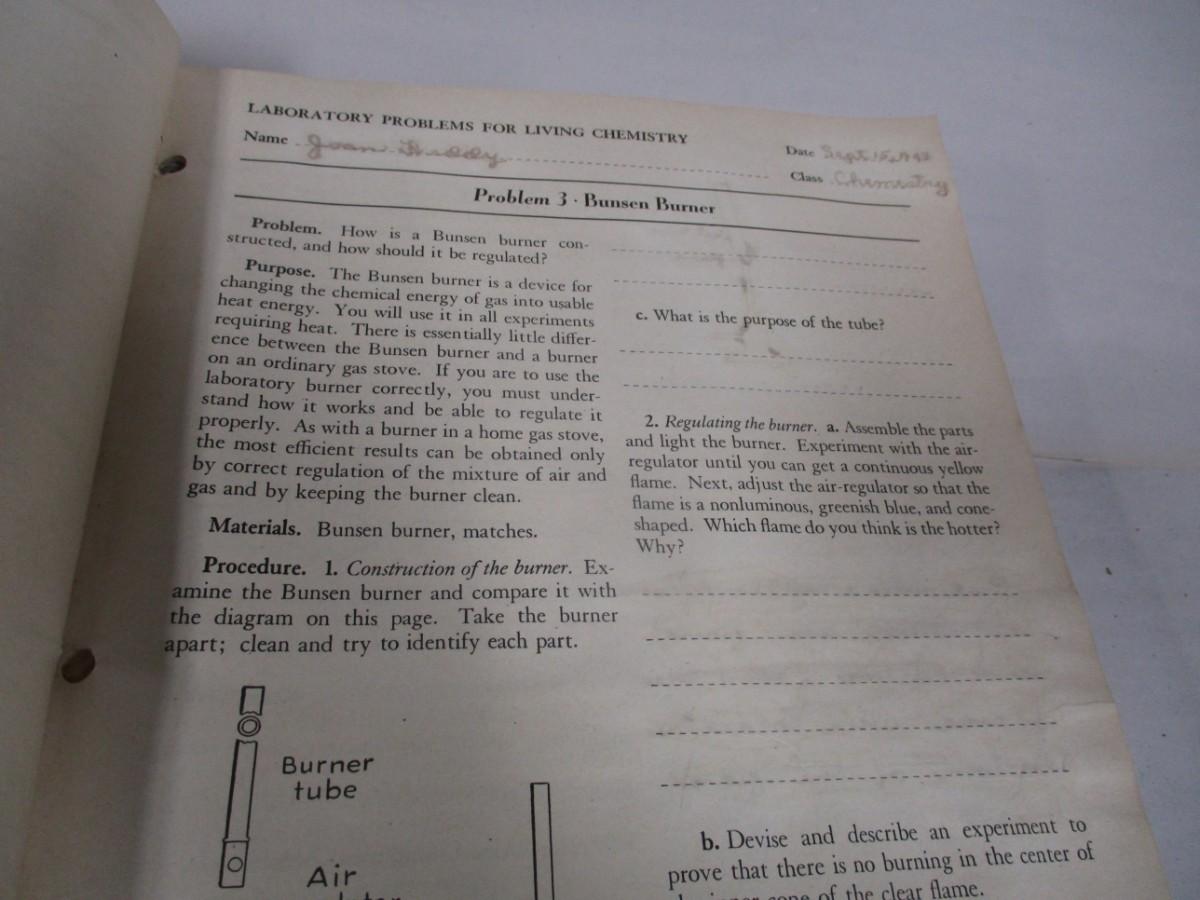 LABORATORY PROBLEMS FOR LIVING CHEMISTRY
Name Joan
Date Sept. 15, 19
Class Chemistry
Problem 3 · Bunsen Burner
Problem. How is a Bunsen burner con-
structed, and how should it be regulated?
Purpose. The Bunsen burner is a device for
changing the chemical energy of gas into usable
heat energy. You will use it in all experiments
requiring heat. There is essentially little differ-
ence between the Bunsen burner and a burner
on an ordinary gas stove. If you are to use the
laboratory burner correctly, you must under-
stand how it works and be able to regulate it
properly. As with a burner in a home gas stove,
the most efficient results can be obtained only
by correct regulation of the mixture of air and
gas and by keeping the burner clean.
Materials. Bunsen burner, matches.
Procedure. 1. Construction of the burner. Ex-
amine the Bunsen burner and compare it with
the diagram on this page. Take the burner
apart; clean and try to identify each part.
Burner
tube
Air
c. What is the purpose of the tube?
2. Regulating the burner. a. Assemble the parts
and light the burner. Experiment with the air-
regulator until you can get a continuous yellow
flame. Next, adjust the air-regulator so that the
flame is a nonluminous, greenish blue, and cone-
shaped. Which flame do you think is the hotter?
Why?
b. Devise and describe an experiment to
prove that there is no burning in the center of
cone of the clear flame.